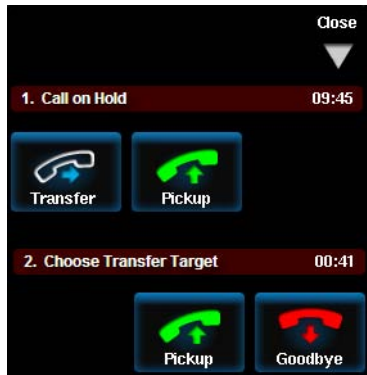 Close
1. Call on Hold 09:45
Transfer Pickup
2. Choose Transfer Target 00:41
Pickup Goodbye